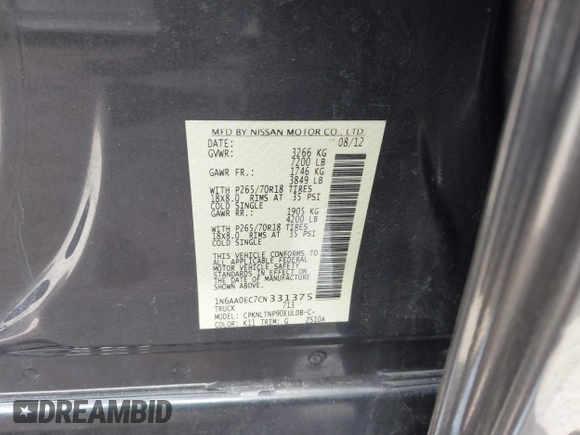 MFD BY NISSAN MOTOR CO., LTD.
DATE: 08/12
GVWR: 3266 KG
7200 LB
GAWR FR.: 1746 KG
3849 LB
WITH P265/70R18 TIRES
18x8.0 RIMS AT 35 PSI
COLD SINGLE
GAWR RR.: 1905 KG
4200 LB
WITH P265/70R18 TIRES
18x8.0 RIMS AT 35 PSI
COLD SINGLE
THIS VEHICLE CONFORMS TO
ALL APPLICABLE FEDERAL
MOTOR VEHICLE SAFETY
STANDARDS IN EFFECT ON
THE DATE OF MANUFACTURE
1N6AA0EC7CN331375
TRUCK 713
MODEL: CPKNLTNP90EUL0B-C-
COLOR: K11 TRIM: G 7S10A
DREAMBID